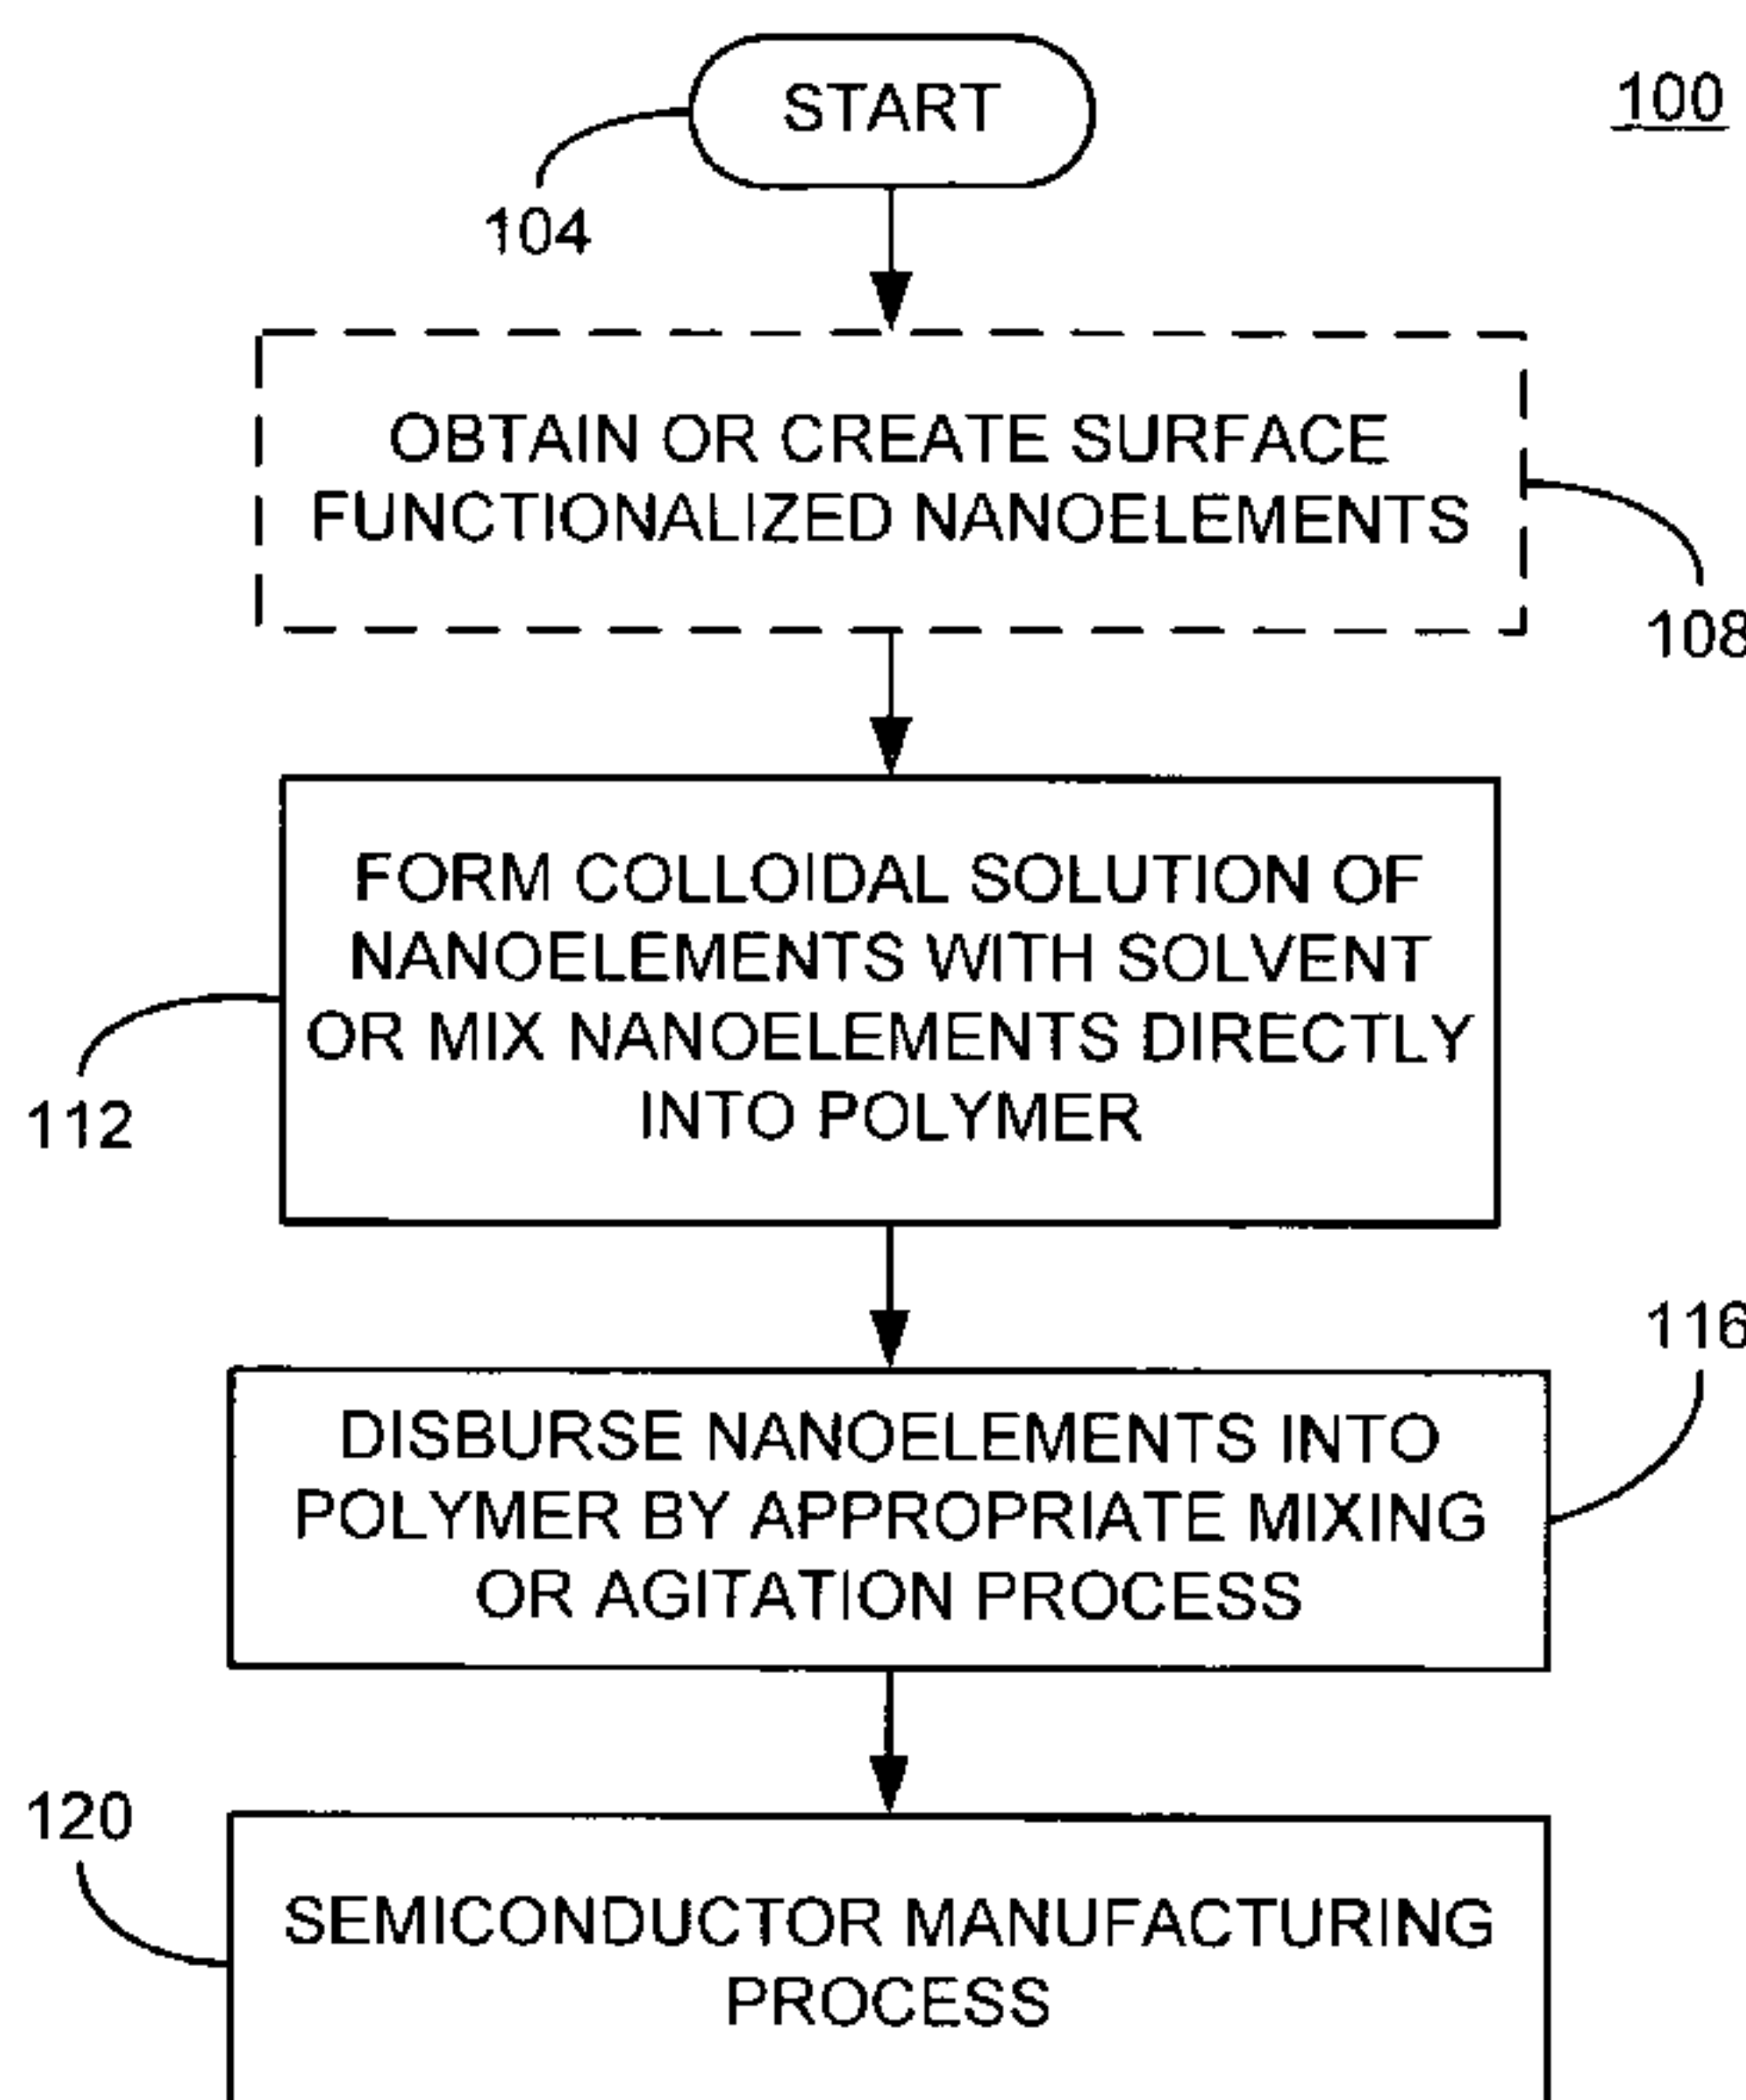 START
100
104
OBTAIN OR CREATE SURFACE
FUNCTIONALIZED NANOELEMENTS
108
FORM COLLOIDAL SOLUTION OF
NANOELEMENTS WITH SOLVENT
OR MIX NANOELEMENTS DIRECTLY
INTO POLYMER
112
116
DISBURSE NANOELEMENTS INTO
POLYMER BY APPROPRIATE MIXING
OR AGITATION PROCESS
120
SEMICONDUCTOR MANUFACTURING
PROCESS